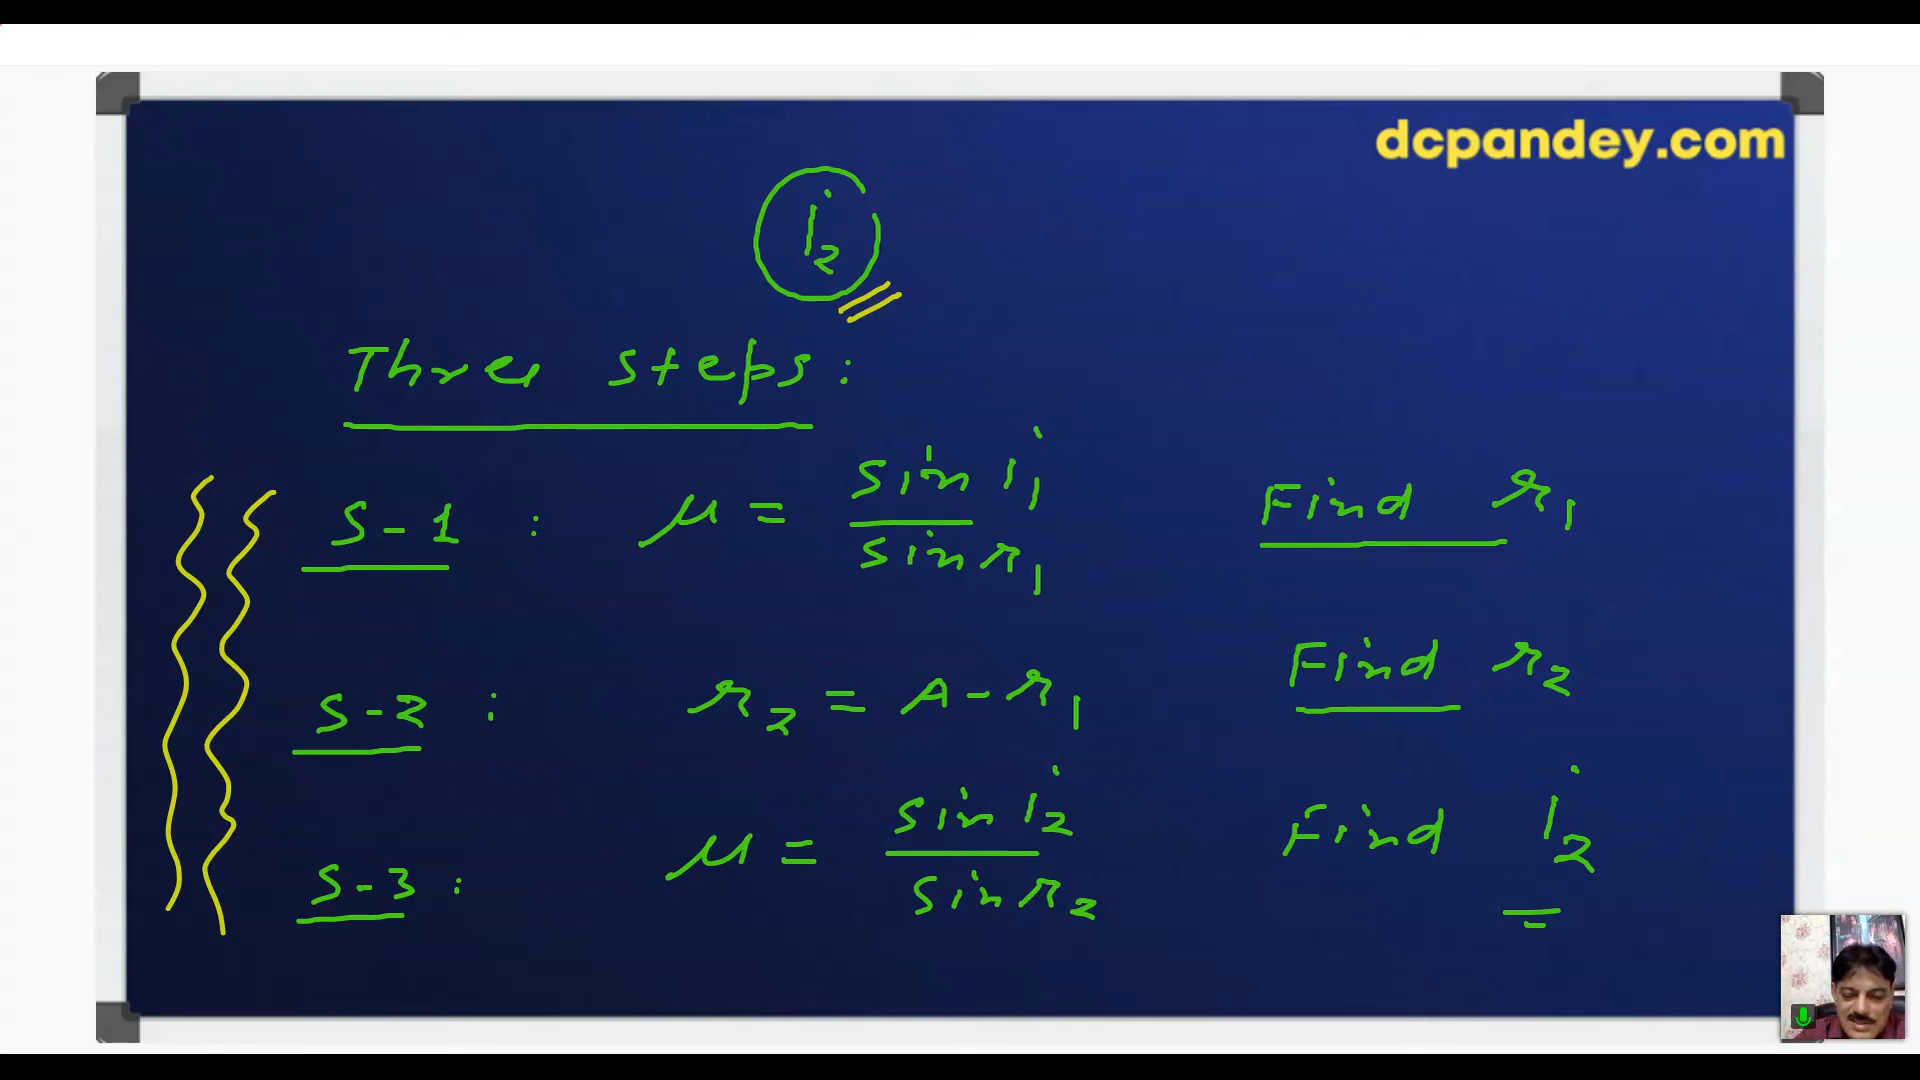 dcpandey.com
i₂
Three steps:
S-1 : μ = sin i₁ / sin r₁ Find r₁
S-2 : r₂ = A - r₁ Find r₂
S-3 : μ = sin i₂ / sin r₂ Find i₂